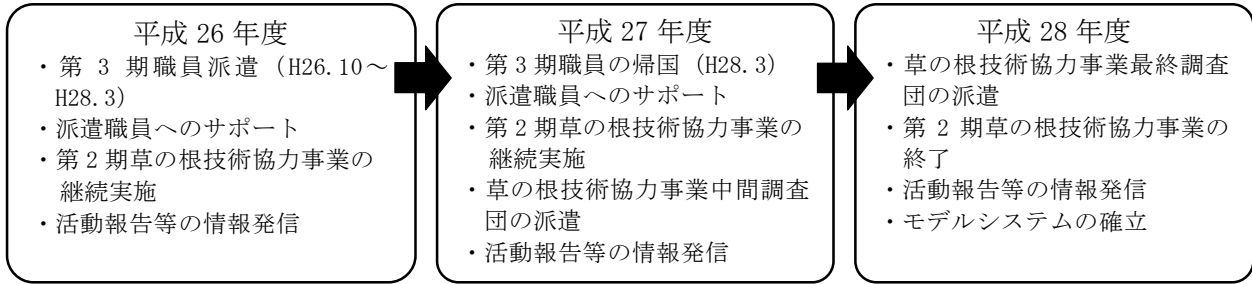 平成 26 年度
・第 3 期職員派遣（H26.10～
H28.3）
・派遣職員へのサポート
・第 2 期草の根技術協力事業の
継続実施
・活動報告等の情報発信
平成 27 年度
・第 3 期職員の帰国（H28.3）
・派遣職員へのサポート
・第 2 期草の根技術協力事業の
継続実施
・草の根技術協力事業中間調査
団の派遣
・活動報告等の情報発信
平成 28 年度
・草の根技術協力事業最終調査
団の派遣
・第 2 期草の根技術協力事業の
終了
・活動報告等の情報発信
・モデルシステムの確立